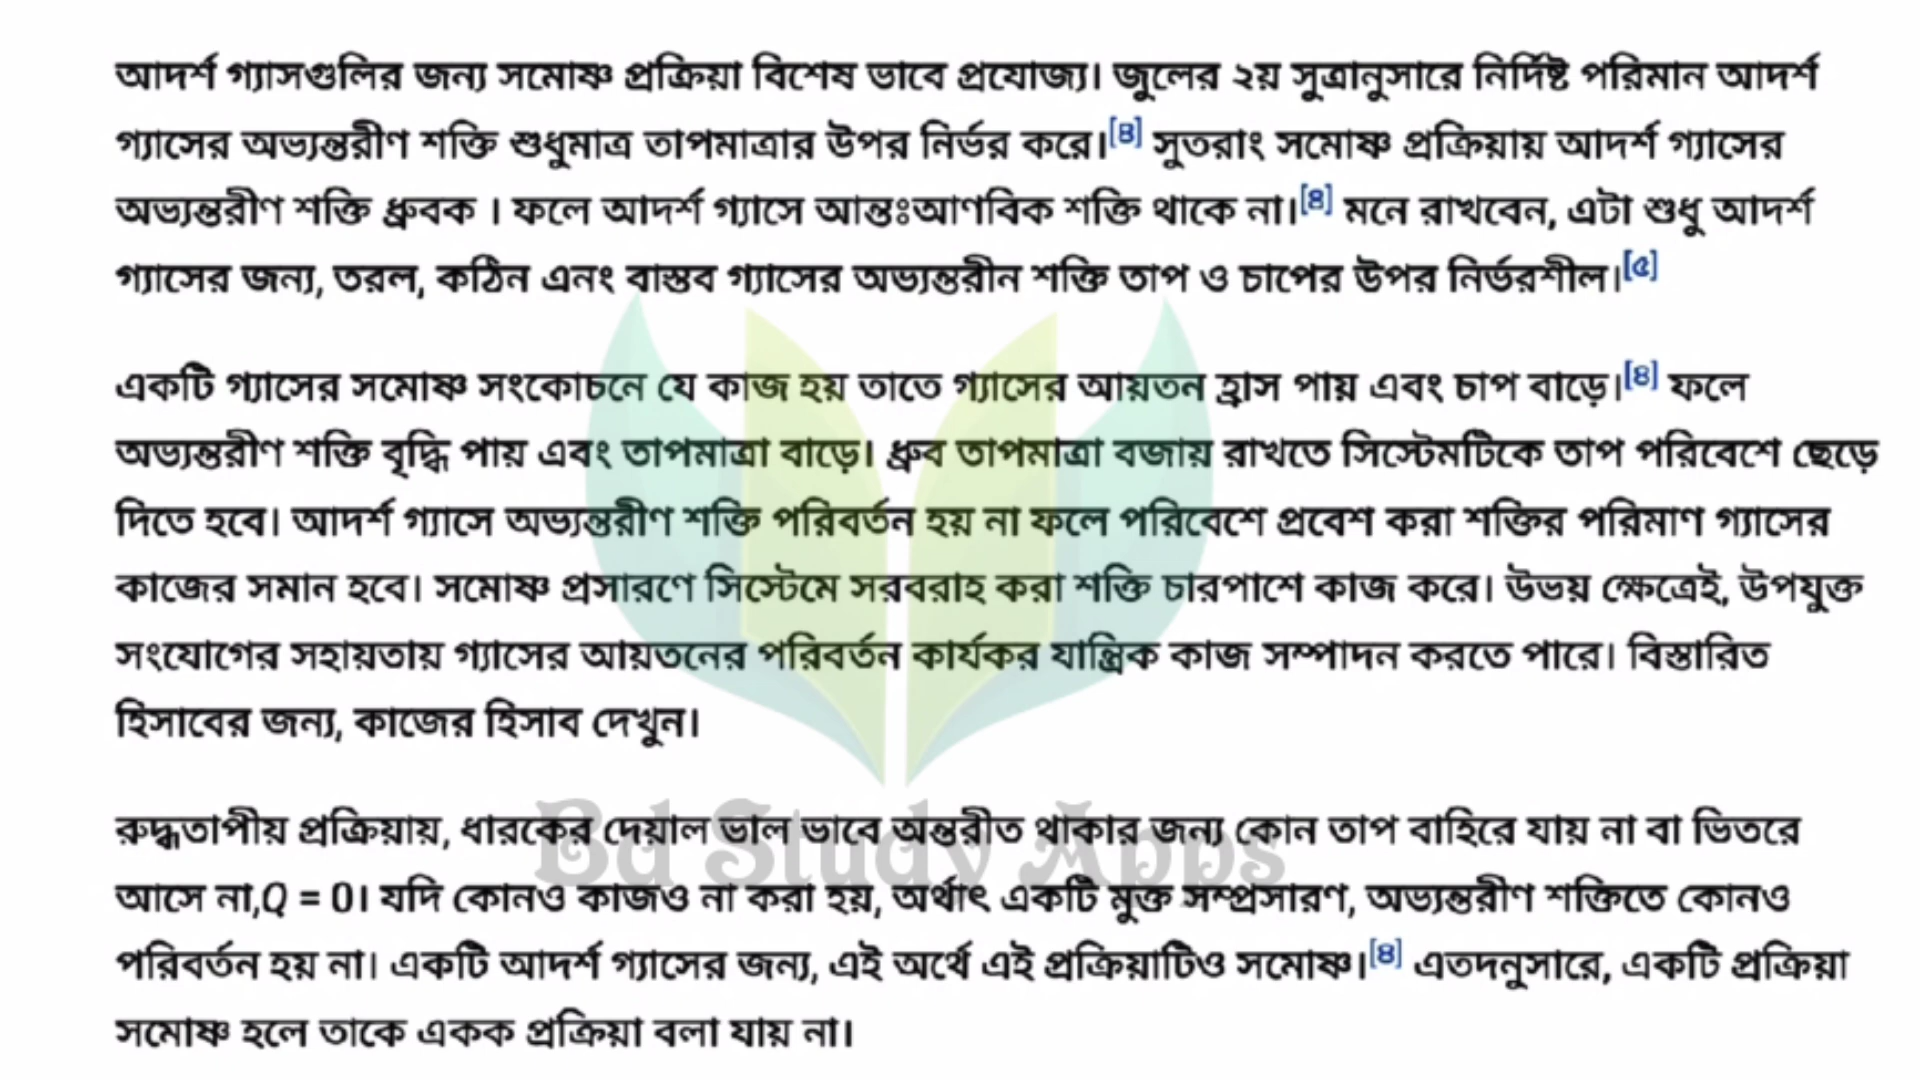 আদর্শ গ্যাসগুলির জন্য সমোষ্ণ প্রক্রিয়া বিশেষ ভাবে প্রযোজ্য। জুলের ২য় সুত্রানুসারে নির্দিষ্ট পরিমান আদর্শ
গ্যাসের অভ্যন্তরীণ শক্তি শুধুমাত্র তাপমাত্রার উপর নির্ভর করে।[৪] সুতরাং সমোষ্ণ প্রক্রিয়ায় আদর্শ গ্যাসের
অভ্যন্তরীণ শক্তি ধ্রুবক । ফলে আদর্শ গ্যাসে আন্তঃআণবিক শক্তি থাকে না।[৪] মনে রাখবেন, এটা শুধু আদর্শ
গ্যাসের জন্য, তরল, কঠিন এনং বাস্তব গ্যাসের অভ্যন্তরীন শক্তি তাপ ও চাপের উপর নির্ভরশীল।[৫]
একটি গ্যাসের সমোষ্ণ সংকোচনে যে কাজ হয় তাতে গ্যাসের আয়তন হ্রাস পায় এবং চাপ বাড়ে।[৪] ফলে
অভ্যন্তরীণ শক্তি বৃদ্ধি পায় এবং তাপমাত্রা বাড়ে। ধ্রুব তাপমাত্রা বজায় রাখতে সিস্টেমটিকে তাপ পরিবেশে ছেড়ে
দিতে হবে। আদর্শ গ্যাসে অভ্যন্তরীণ শক্তি পরিবর্তন হয় না ফলে পরিবেশে প্রবেশ করা শক্তির পরিমাণ গ্যাসের
কাজের সমান হবে। সমোষ্ণ প্রসারণে সিস্টেমে সরবরাহ করা শক্তি চারপাশে কাজ করে। উভয় ক্ষেত্রেই, উপযুক্ত
সংযোগের সহায়তায় গ্যাসের আয়তনের পরিবর্তন কার্যকর যান্ত্রিক কাজ সম্পাদন করতে পারে। বিস্তারিত
হিসাবের জন্য, কাজের হিসাব দেখুন।
রুদ্ধতাপীয় প্রক্রিয়ায়, ধারকের দেয়াল ভাল ভাবে অন্তরীত থাকার জন্য কোন তাপ বাহিরে যায় না বা ভিতরে
আসে না,Q = 0। যদি কোনও কাজও না করা হয়, অর্থাৎ একটি মুক্ত সম্প্রসারণ, অভ্যন্তরীণ শক্তিতে কোনও
পরিবর্তন হয় না। একটি আদর্শ গ্যাসের জন্য, এই অর্থে এই প্রক্রিয়াটিও সমোষ্ণ।[৪] এতদনুসারে, একটি প্রক্রিয়া
সমোষ্ণ হলে তাকে একক প্রক্রিয়া বলা যায় না।
Bd Study Apps